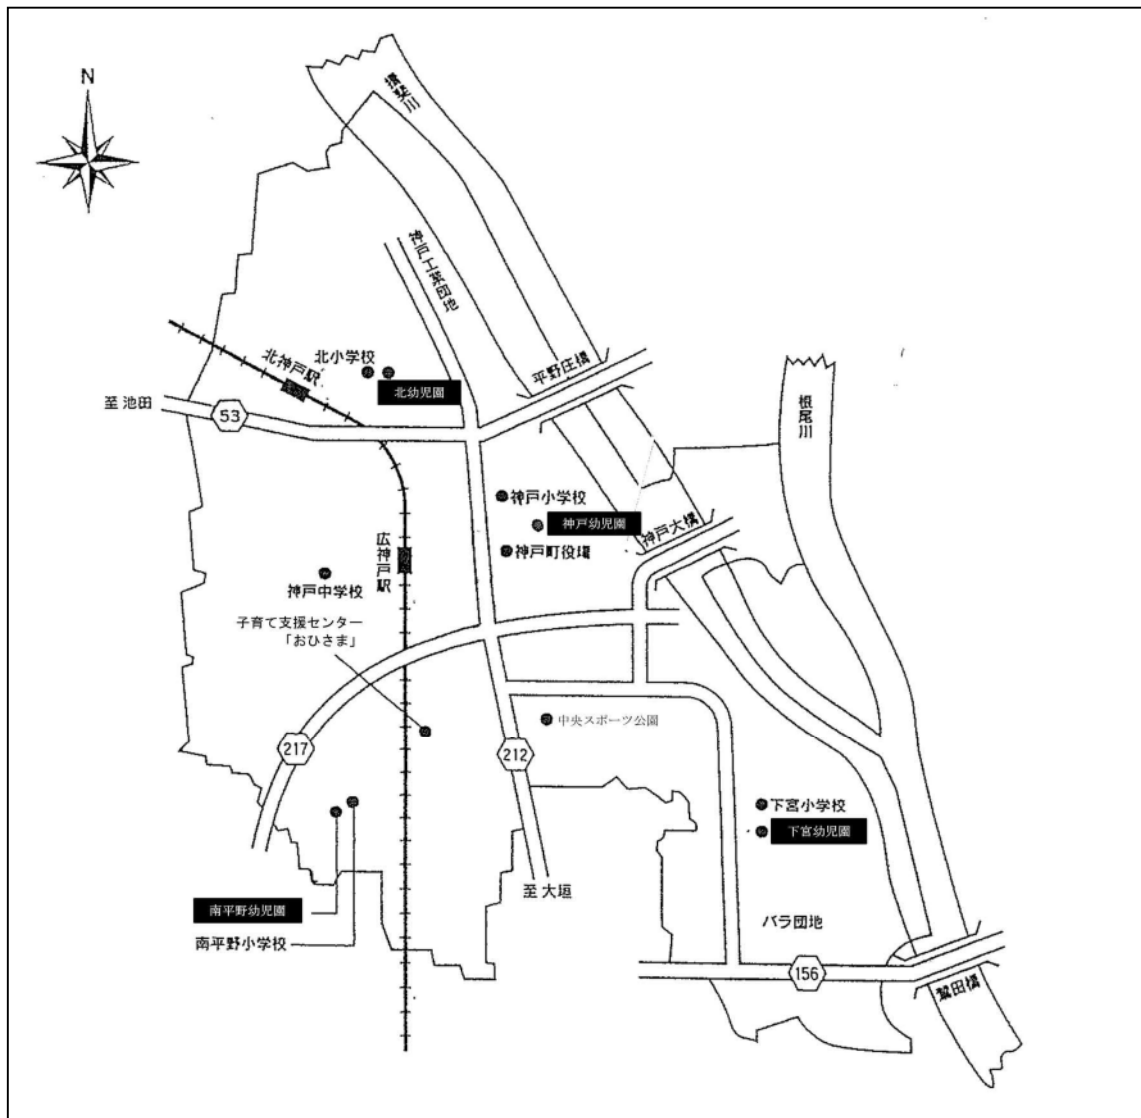 N
揖斐川
神戸工業団地
北小学校
北神戸駅
北幼児園
平野庄橋
至 池田
53
根尾川
神戸小学校
神戸幼児園
神戸大橋
神戸町役場
広神戸駅
神戸中学校
子育て支援センター
「おひさま」
中央スポーツ公園
217
212
下宮小学校
下宮幼児園
至 大垣
南平野幼児園
南平野小学校
バラ団地
156
鷲田橋